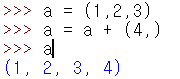 >>> a = (1,2,3)
>>> a = a + (4,)
>>> a
(1, 2, 3, 4)